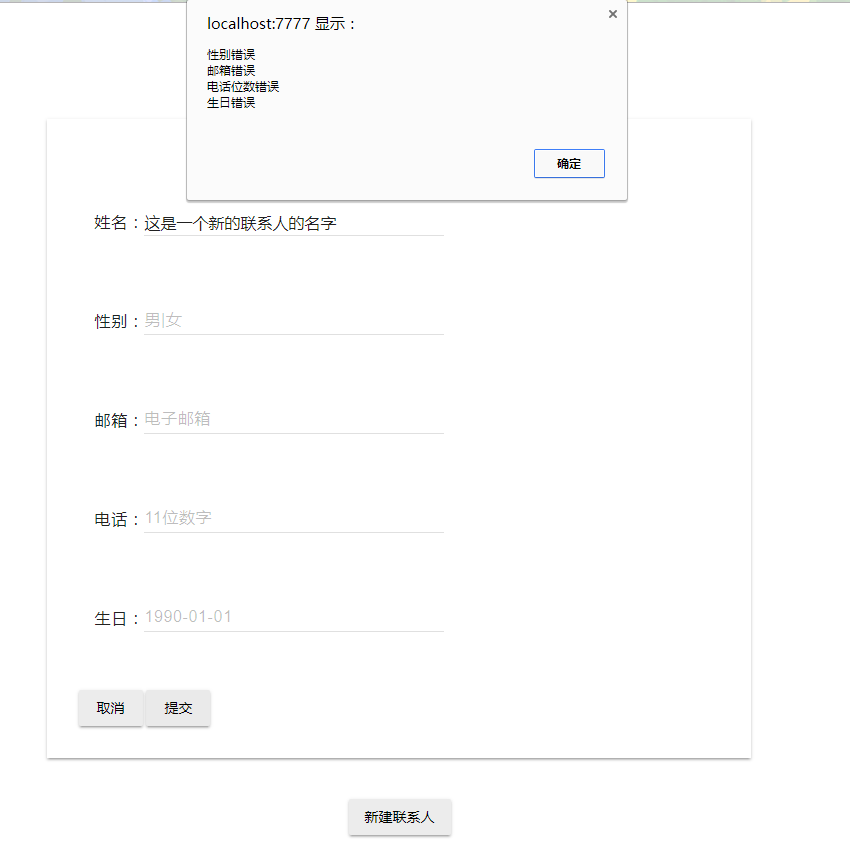 localhost:7777 显示：
性别错误
邮箱错误
电话位数错误
生日错误
确定
姓名：这是一个新的联系人的名字
性别：男|女
邮箱：电子邮箱
电话：11位数字
生日：1990-01-01
取消 提交
新建联系人